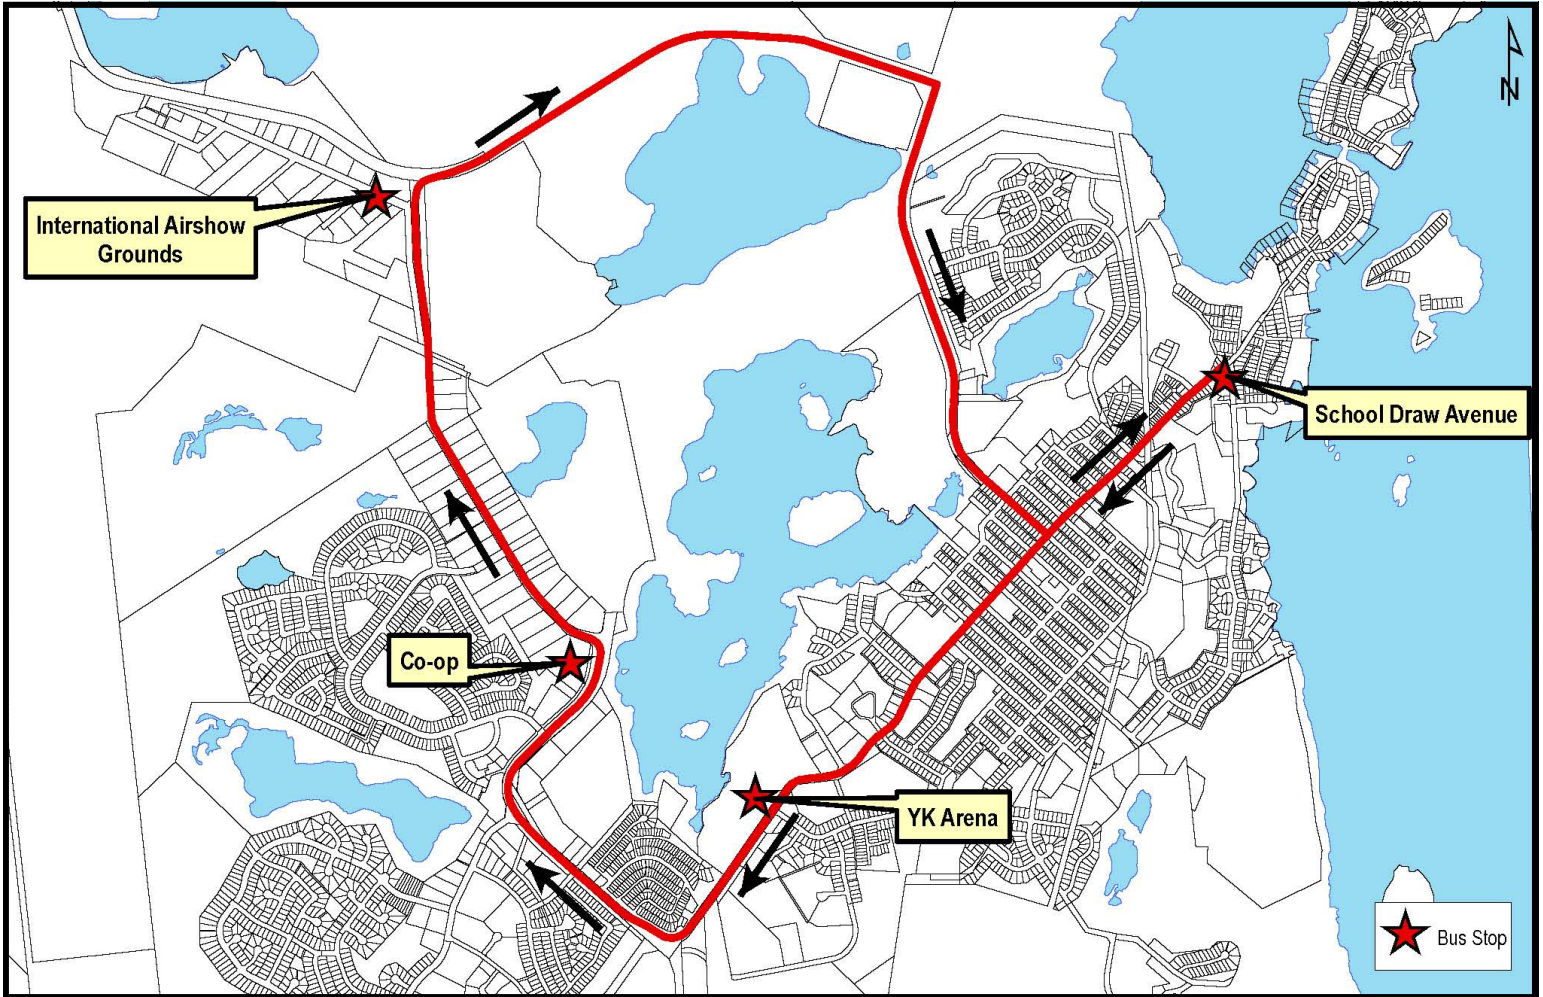 N
International Airshow
Grounds
School Draw Avenue
Co-op
YK Arena
Bus Stop